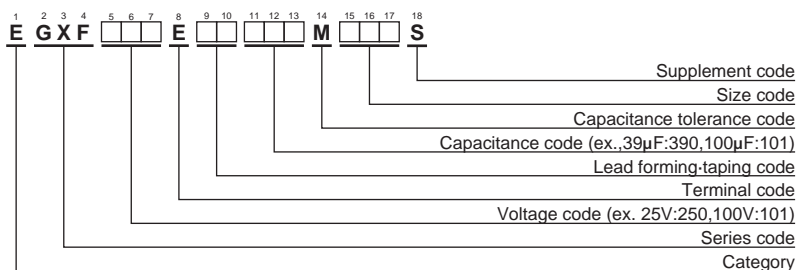 1 2 3 4 5 6 7 8 9 10 11 12 13 14 15 16 17 18
E GXF □□□ E □□ □□□ M □□□ S
Supplement code
Size code
Capacitance tolerance code
Capacitance code (ex.,39μF:390,100μF:101)
Lead forming·taping code
Terminal code
Voltage code (ex. 25V:250,100V:101)
Series code
Category